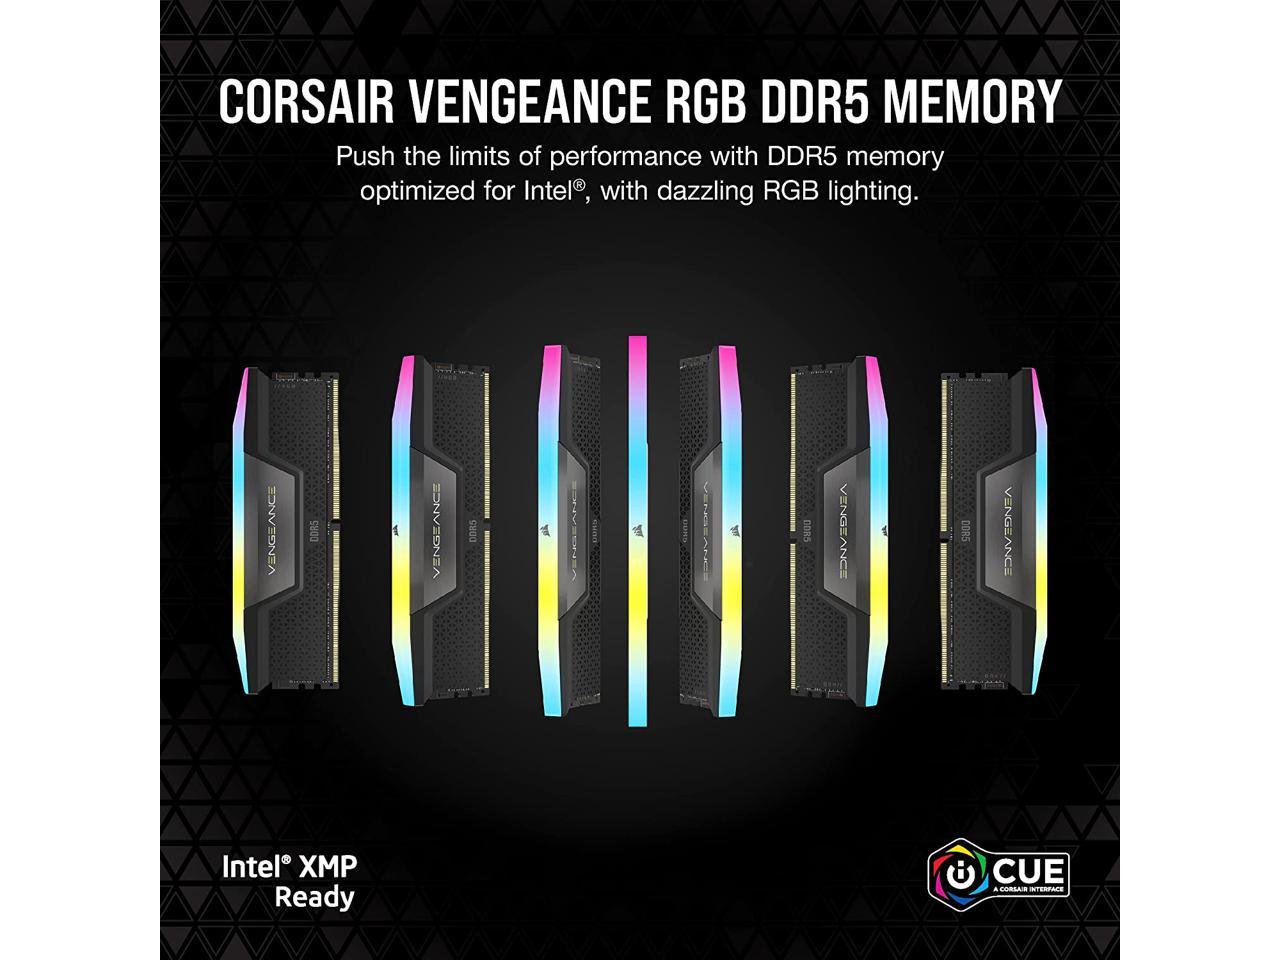 CORSAIR VENGEANCE RGB DDR5 MEMORY
Push the limits of performance with DDR5 memory
optimized for Intel®, with dazzling RGB lighting.
VENGEANCE
DDR5
VENGEANCE
DDR5
VENGEANCE
DDR5
VENGEANCE
DDR5
VENGEANCE
DDR5
VENGEANCE
DDR5
Intel® XMP
Ready
iCUE
A CORSAIR INTERFACE